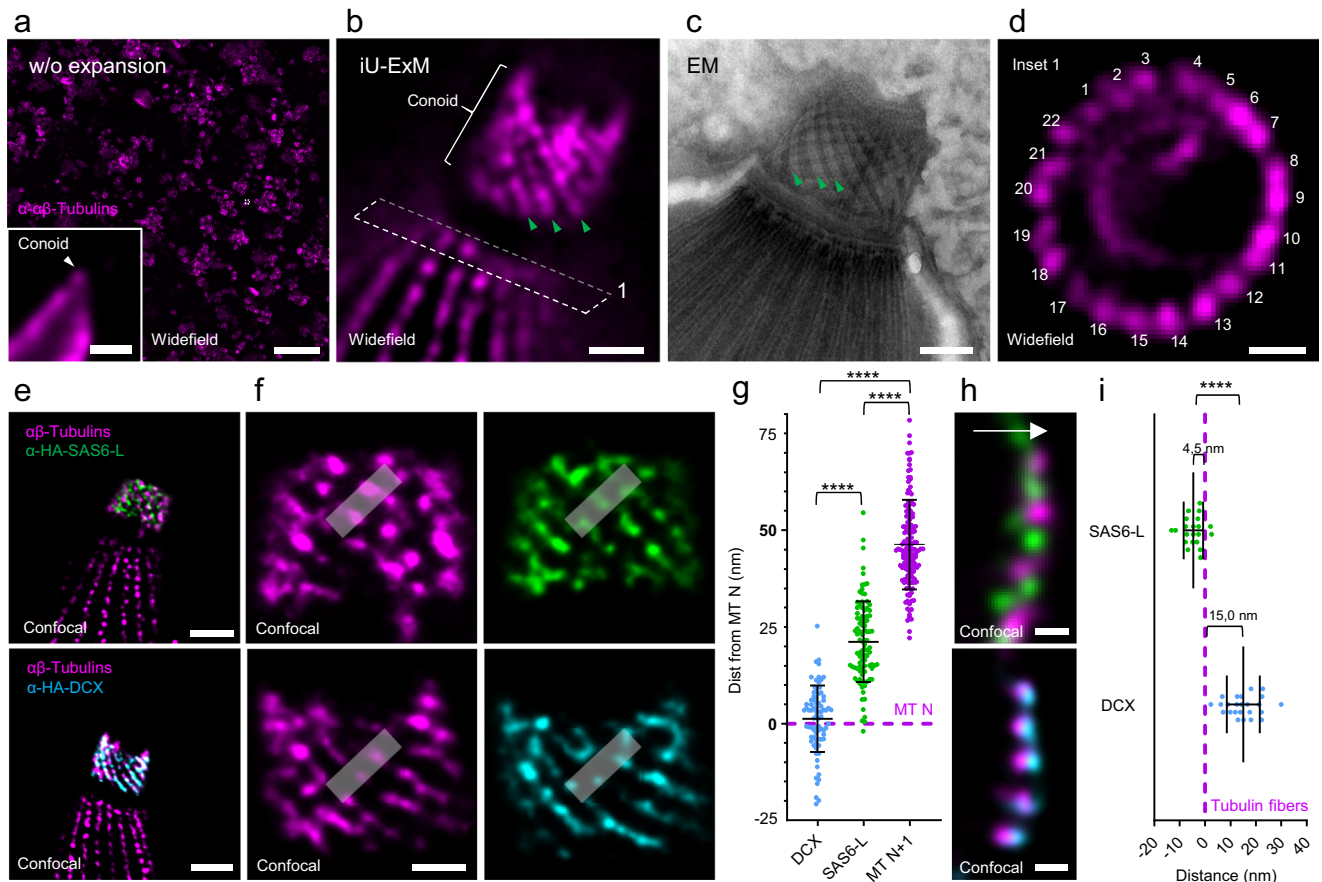 a
w/o expansion
α-αβ-Tubulins
Conoid
Widefield
b
iU-ExM
Conoid
1
Widefield
c
EM
d
Inset 1
1
2
3
4
5
6
7
8
9
10
11
12
13
14
15
16
17
18
19
20
21
22
Widefield
e
αβ-Tubulins
α-HA-SAS6-L
Confocal
αβ-Tubulins
α-HA-DCX
Confocal
f
Confocal
Confocal
g
****
****
****
Dist from MT N (nm)
75
50
25
0
-25
MT N
DCX
SAS6-L
MT N+1
h
Confocal
Confocal
i
****
4,5 nm
SAS6-L
15,0 nm
DCX
Tubulin fibers
-20 -10 0 10 20 30 40
Distance (nm)